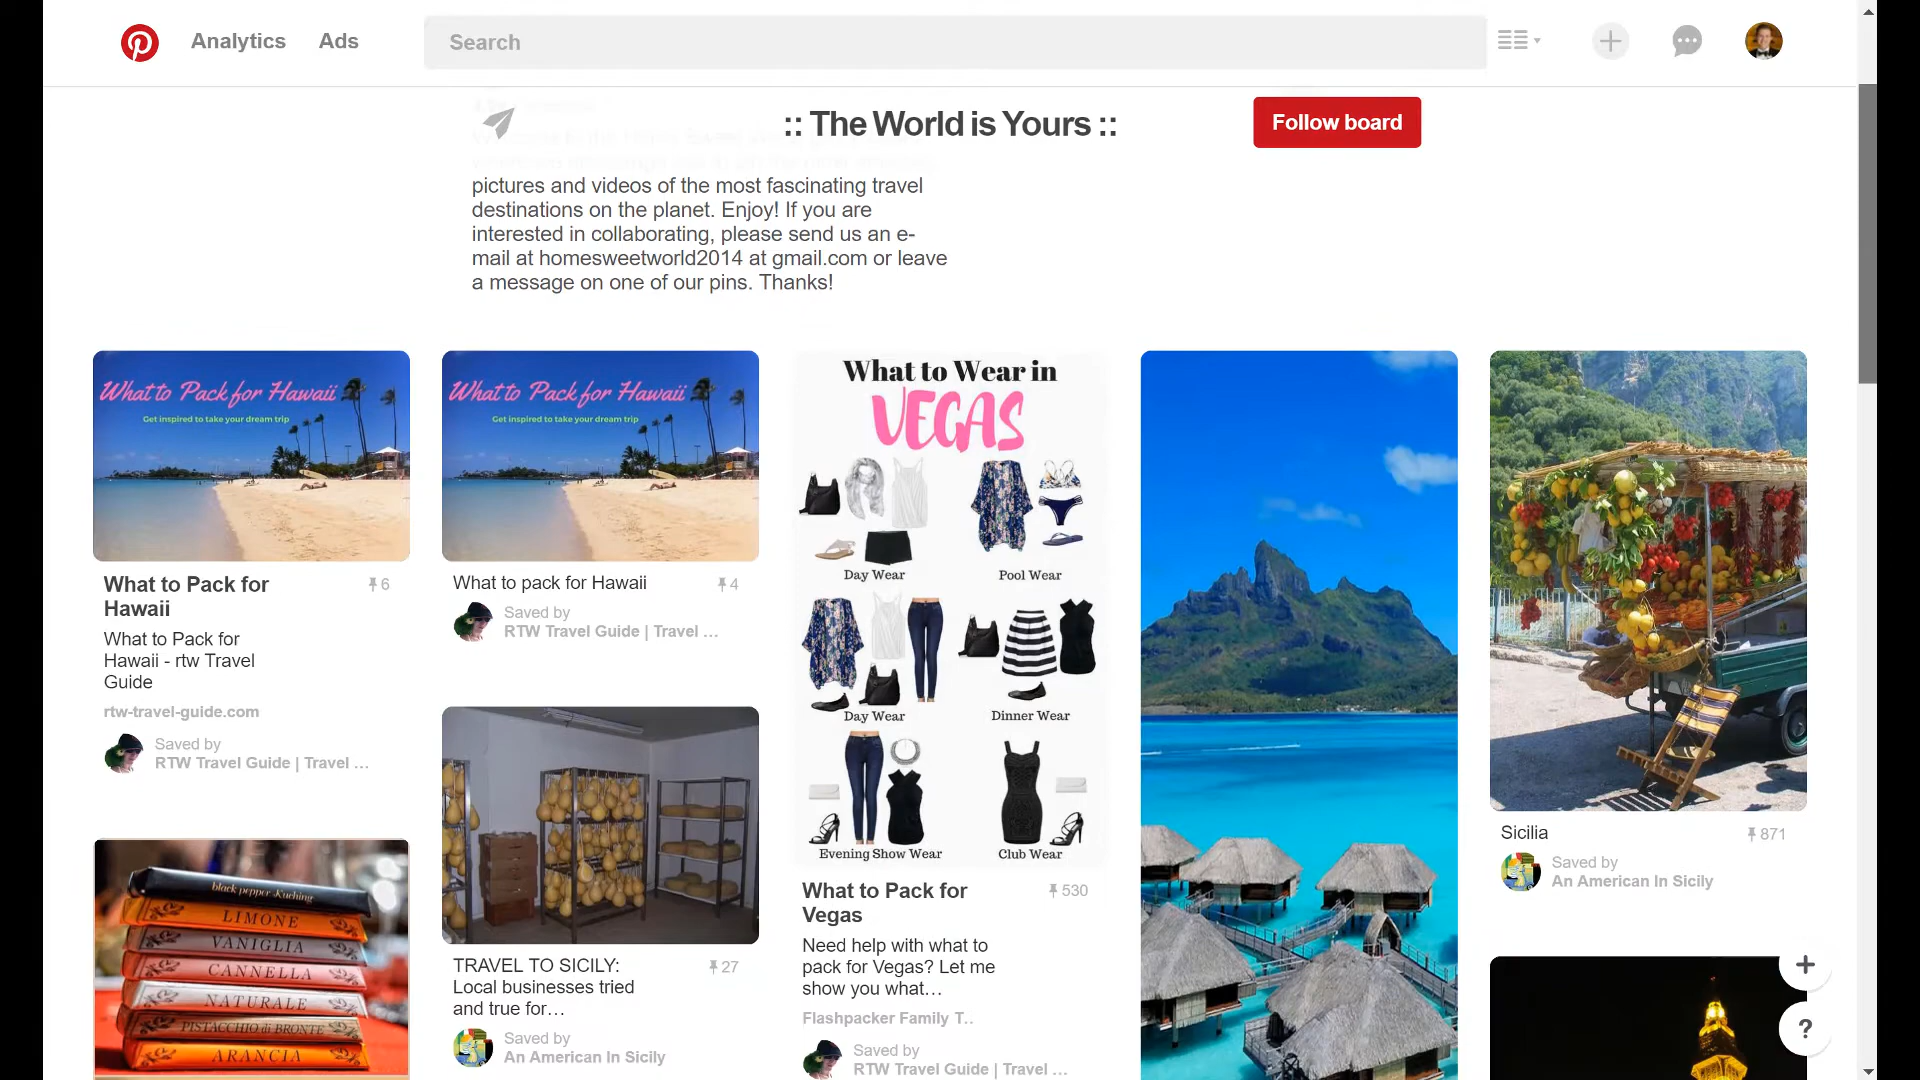 Analytics
Ads
Search
:: The World is Yours ::
Follow board
pictures and videos of the most fascinating travel
destinations on the planet. Enjoy! If you are
interested in collaborating, please send us an e-
mail at homesweetworld2014 at gmail.com or leave
a message on one of our pins. Thanks!
What to Pack for Hawaii
Get inspired to take your dream trip
What to Pack for
Hawaii
6
What to Pack for
Hawaii - rtw Travel
Guide
rtw-travel-guide.com
Saved by
RTW Travel Guide | Travel ...
black pepper Kuching
LIMONE
VANIGLIA
CANNELLA
NATURALE
PISTACCHIO di BRONTE
ARANCIA
What to Pack for Hawaii
Get inspired to take your dream trip
What to pack for Hawaii
4
Saved by
RTW Travel Guide | Travel ...
TRAVEL TO SICILY:
Local businesses tried
and true for...
27
Saved by
An American In Sicily
What to Wear in
VEGAS
Day Wear
Pool Wear
Day Wear
Dinner Wear
Evening Show Wear
Club Wear
What to Pack for
Vegas
530
Need help with what to
pack for Vegas? Let me
show you what...
Flashpacker Family T..
Saved by
RTW Travel Guide | Travel ...
Sicilia
871
Saved by
An American In Sicily
+
?